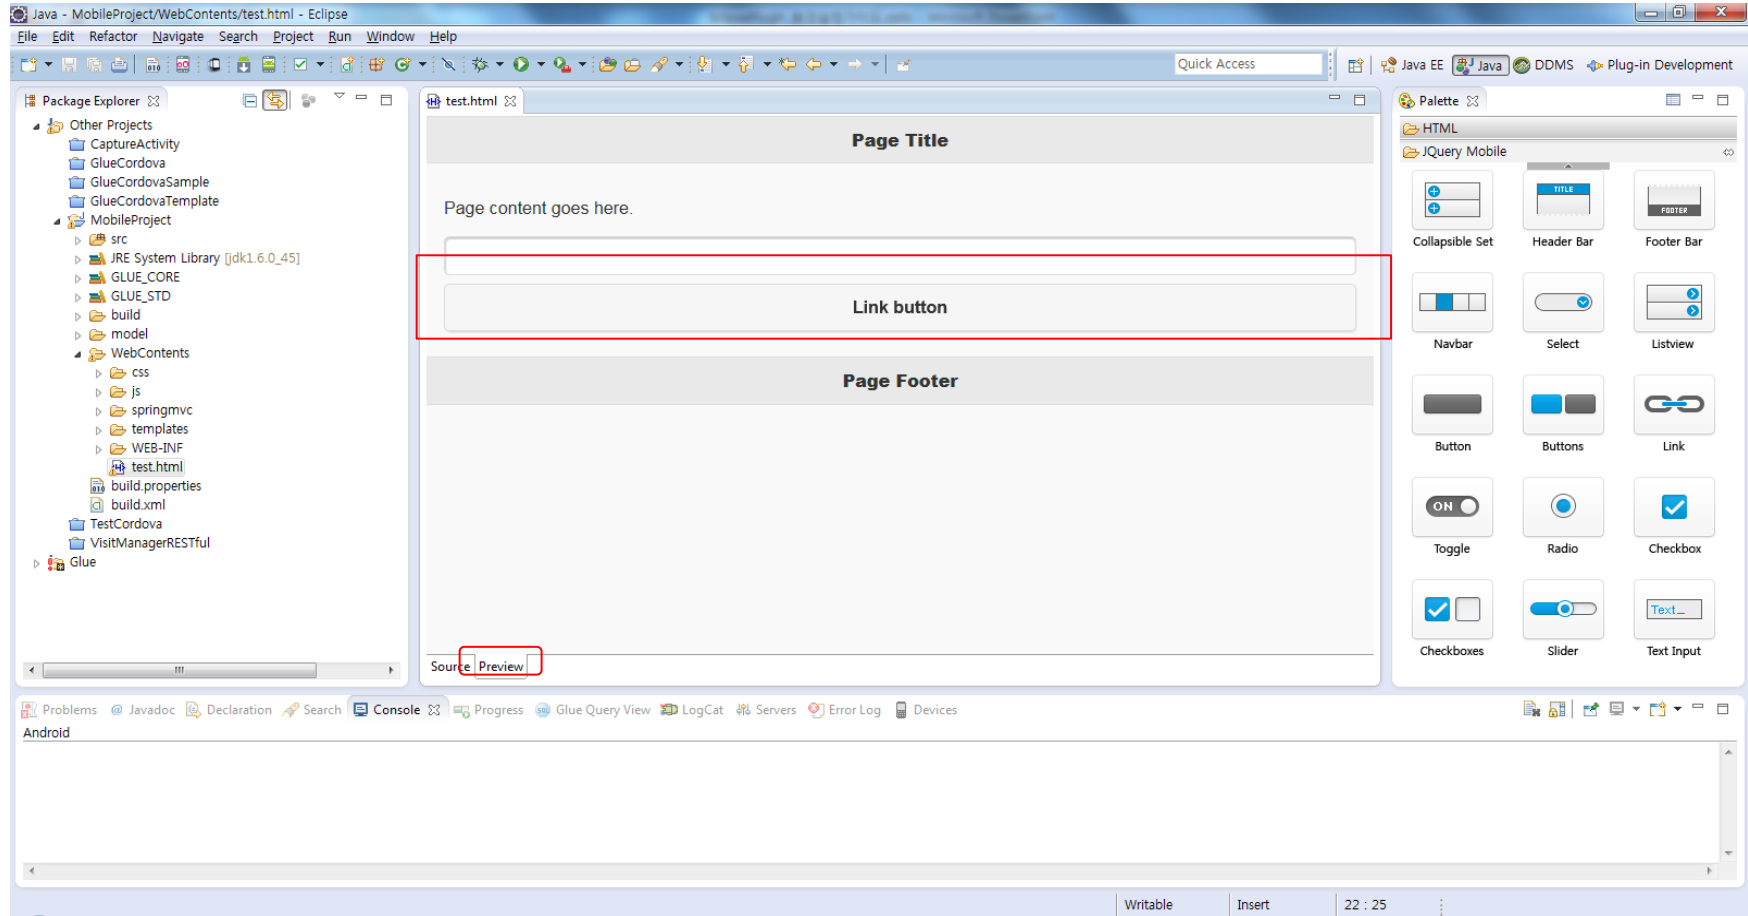 Java - MobileProject/WebContents/test.html - Eclipse
File Edit Refactor Navigate Search Project Run Window Help
Quick Access
Java EE Java DDMS Plug-in Development
Package Explorer
Other Projects
CaptureActivity
GlueCordova
GlueCordovaSample
GlueCordovaTemplate
MobileProject
src
JRE System Library [jdk1.6.0_45]
GLUE_CORE
GLUE_STD
build
model
WebContents
css
js
springmvc
templates
WEB-INF
test.html
build.properties
build.xml
TestCordova
VisitManagerRESTful
Glue
test.html
Page Title
Page content goes here.
Link button
Page Footer
Source Preview
Palette
HTML
JQuery Mobile
TITLE
FOOTER
Collapsible Set Header Bar Footer Bar
Navbar Select Listview
Button Buttons Link
ON
Toggle Radio Checkbox
Text_
Checkboxes Slider Text Input
Problems @ Javadoc Declaration Search Console Progress Glue Query View LogCat Servers Error Log Devices
Android
Writable Insert 22 : 25